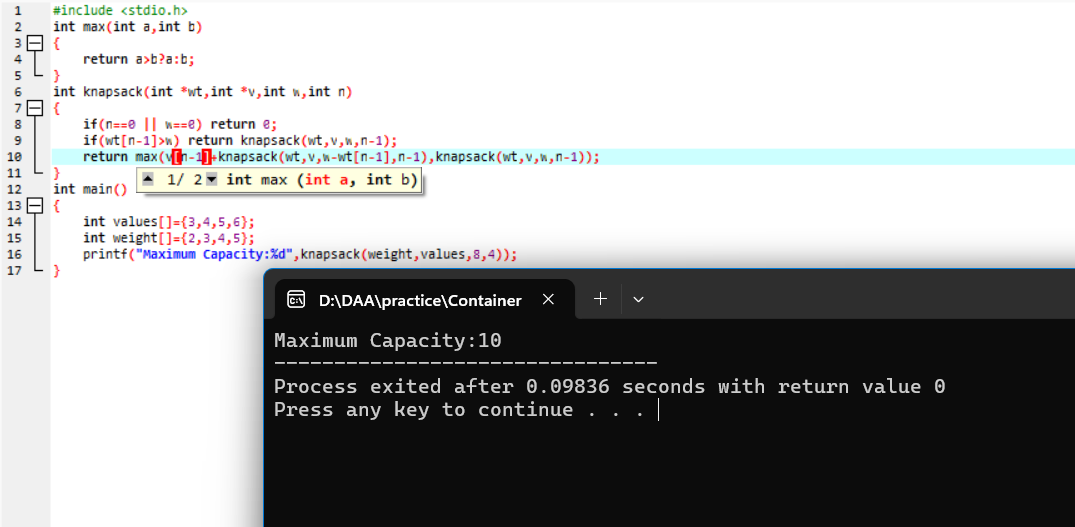 1 #include <stdio.h>
2 int max(int a,int b)
3 {
4 return a>b?a:b;
5 }
6 int knapsack(int *wt,int *v,int w,int n)
7 {
8 if(n==0 || w==0) return 0;
9 if(wt[n-1]>w) return knapsack(wt,v,w,n-1);
10 return max(v[n-1]+knapsack(wt,v,w-wt[n-1],n-1),knapsack(wt,v,w,n-1));
11 }
1/ 2 int max (int a, int b)
12 int main()
13 {
14 int values[]={3,4,5,6};
15 int weight[]={2,3,4,5};
16 printf("Maximum Capacity:%d",knapsack(weight,values,8,4));
17 }
D:\DAA\practice\Container
Maximum Capacity:10
--------------------------------
Process exited after 0.09836 seconds with return value 0
Press any key to continue . . .